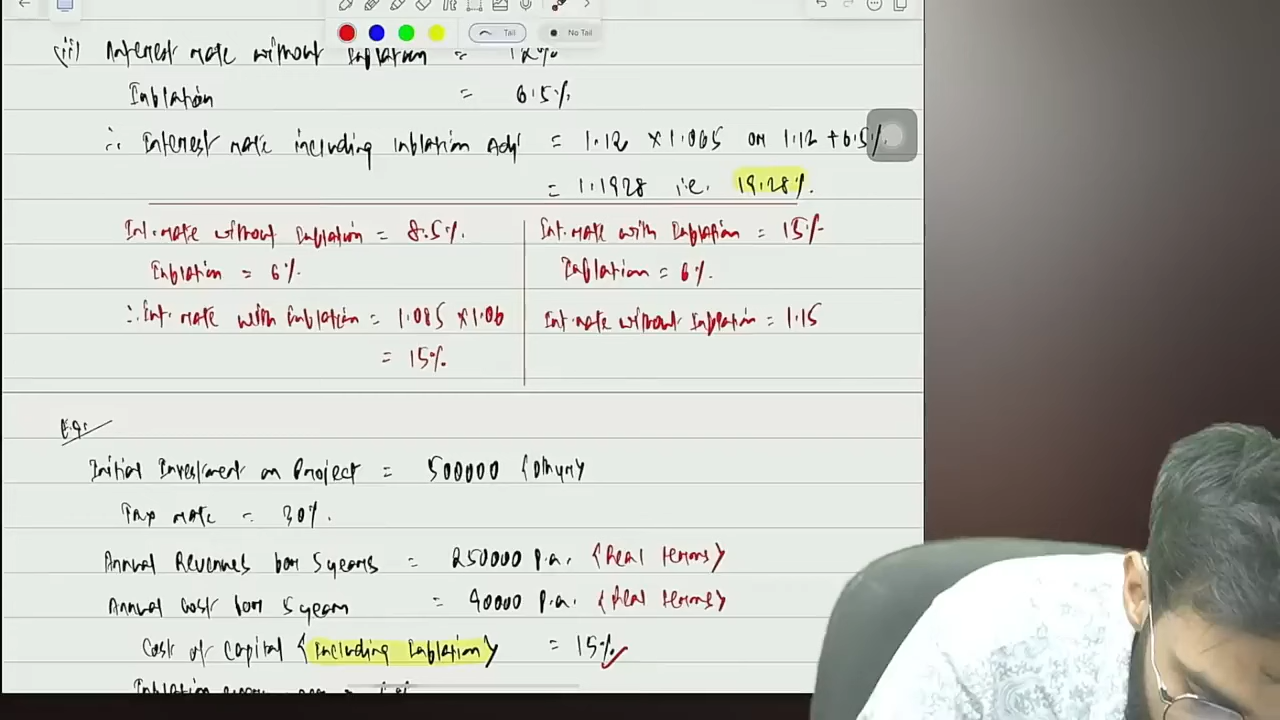 (ii) Interest rate without Inflation = 12%
Inflation = 6.5%
∴ Interest rate including inflation Adj = 1.12 × 1.065 or 1.12 + 6.5%
= 1.1928 i.e. 19.28%.
Int. rate without Inflation = 8.5%.
Inflation = 6%.
∴ Int. rate with inflation = 1.085 × 1.06
= 15%.
Int. rate with Inflation = 15%
Inflation = 6%.
Int. rate without Inflation = 1.15
Eg:
Initial Investment on Project = 500000
Tax rate = 30%.
Annual Revenues for 5 years = 250000 p.a. {Real terms}
Annual cost for 5 years = 90000 p.a. {Real terms}
Cost of Capital {Including Inflation} = 15%
Tail
No Tail